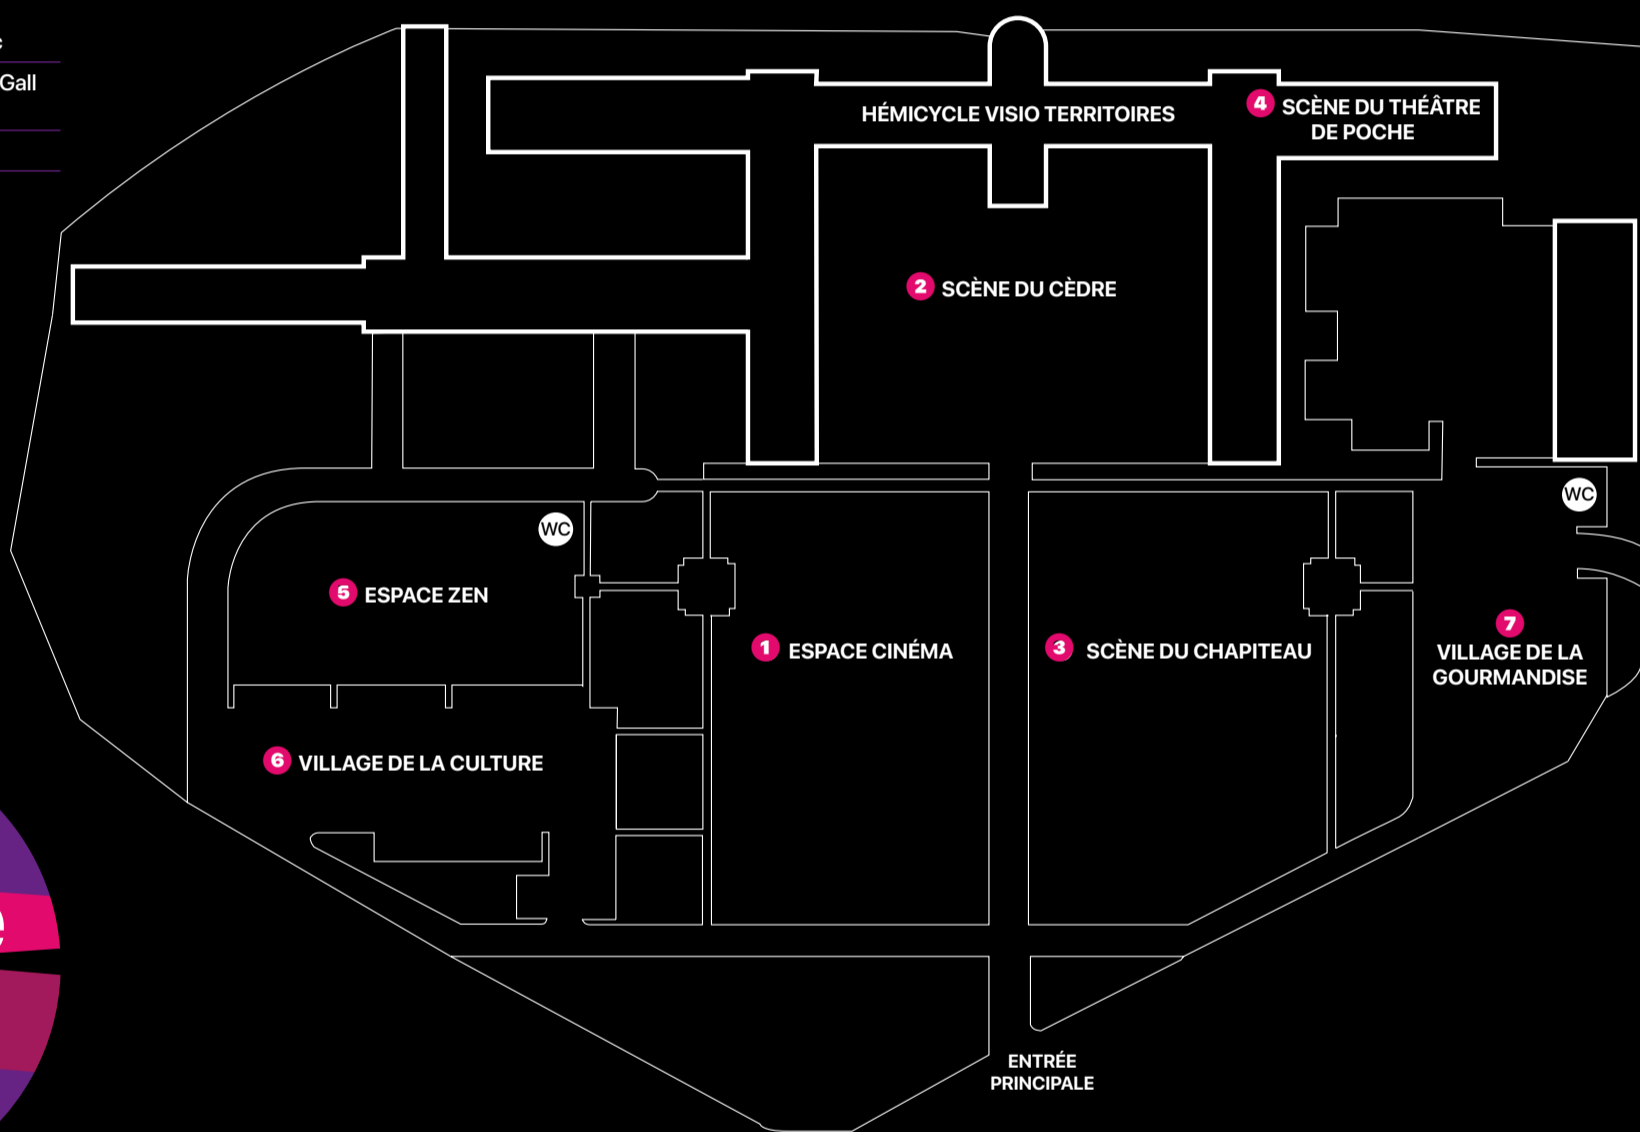 Gall
HÉMICYCLE VISIO TERRITOIRES
4 SCÈNE DU THÉÂTRE
DE POCHE
2 SCÈNE DU CÈDRE
WC
WC
5 ESPACE ZEN
7
1 ESPACE CINÉMA
3 SCÈNE DU CHAPITEAU
VILLAGE DE LA
GOURMANDISE
6 VILLAGE DE LA CULTURE
e
ENTRÉE
PRINCIPALE